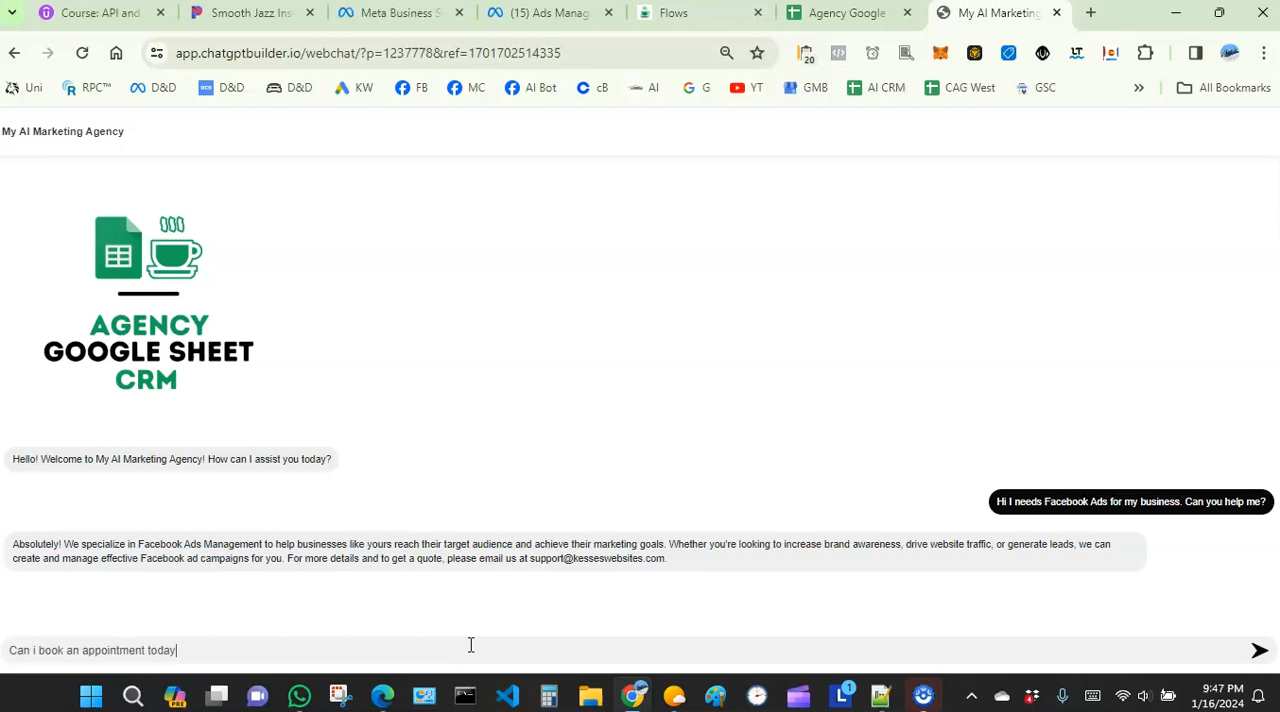 Course: API and
Smooth Jazz Ins
Meta Business S
(15) Ads Manag
Flows
Agency Google
My AI Marketing
app.chatgptbuilder.io/webchat/?p=1237778&ref=1701702514335
20
LT
Uni
RPC™
D&D
D&D
D&D
KW
FB
MC
AI Bot
cB
AI
G
YT
GMB
AI CRM
CAG West
GSC
All Bookmarks
My AI Marketing Agency
AGENCY
GOOGLE SHEET
CRM
Hello! Welcome to My AI Marketing Agency! How can I assist you today?
Hi I needs Facebook Ads for my business. Can you help me?
Absolutely! We specialize in Facebook Ads Management to help businesses like yours reach their target audience and achieve their marketing goals. Whether you're looking to increase brand awareness, drive website traffic, or generate leads, we can
create and manage effective Facebook ad campaigns for you. For more details and to get a quote, please email us at support@kesseswebsites.com.
Can i book an appointment today
PRE
L
1
9:47 PM
1/16/2024